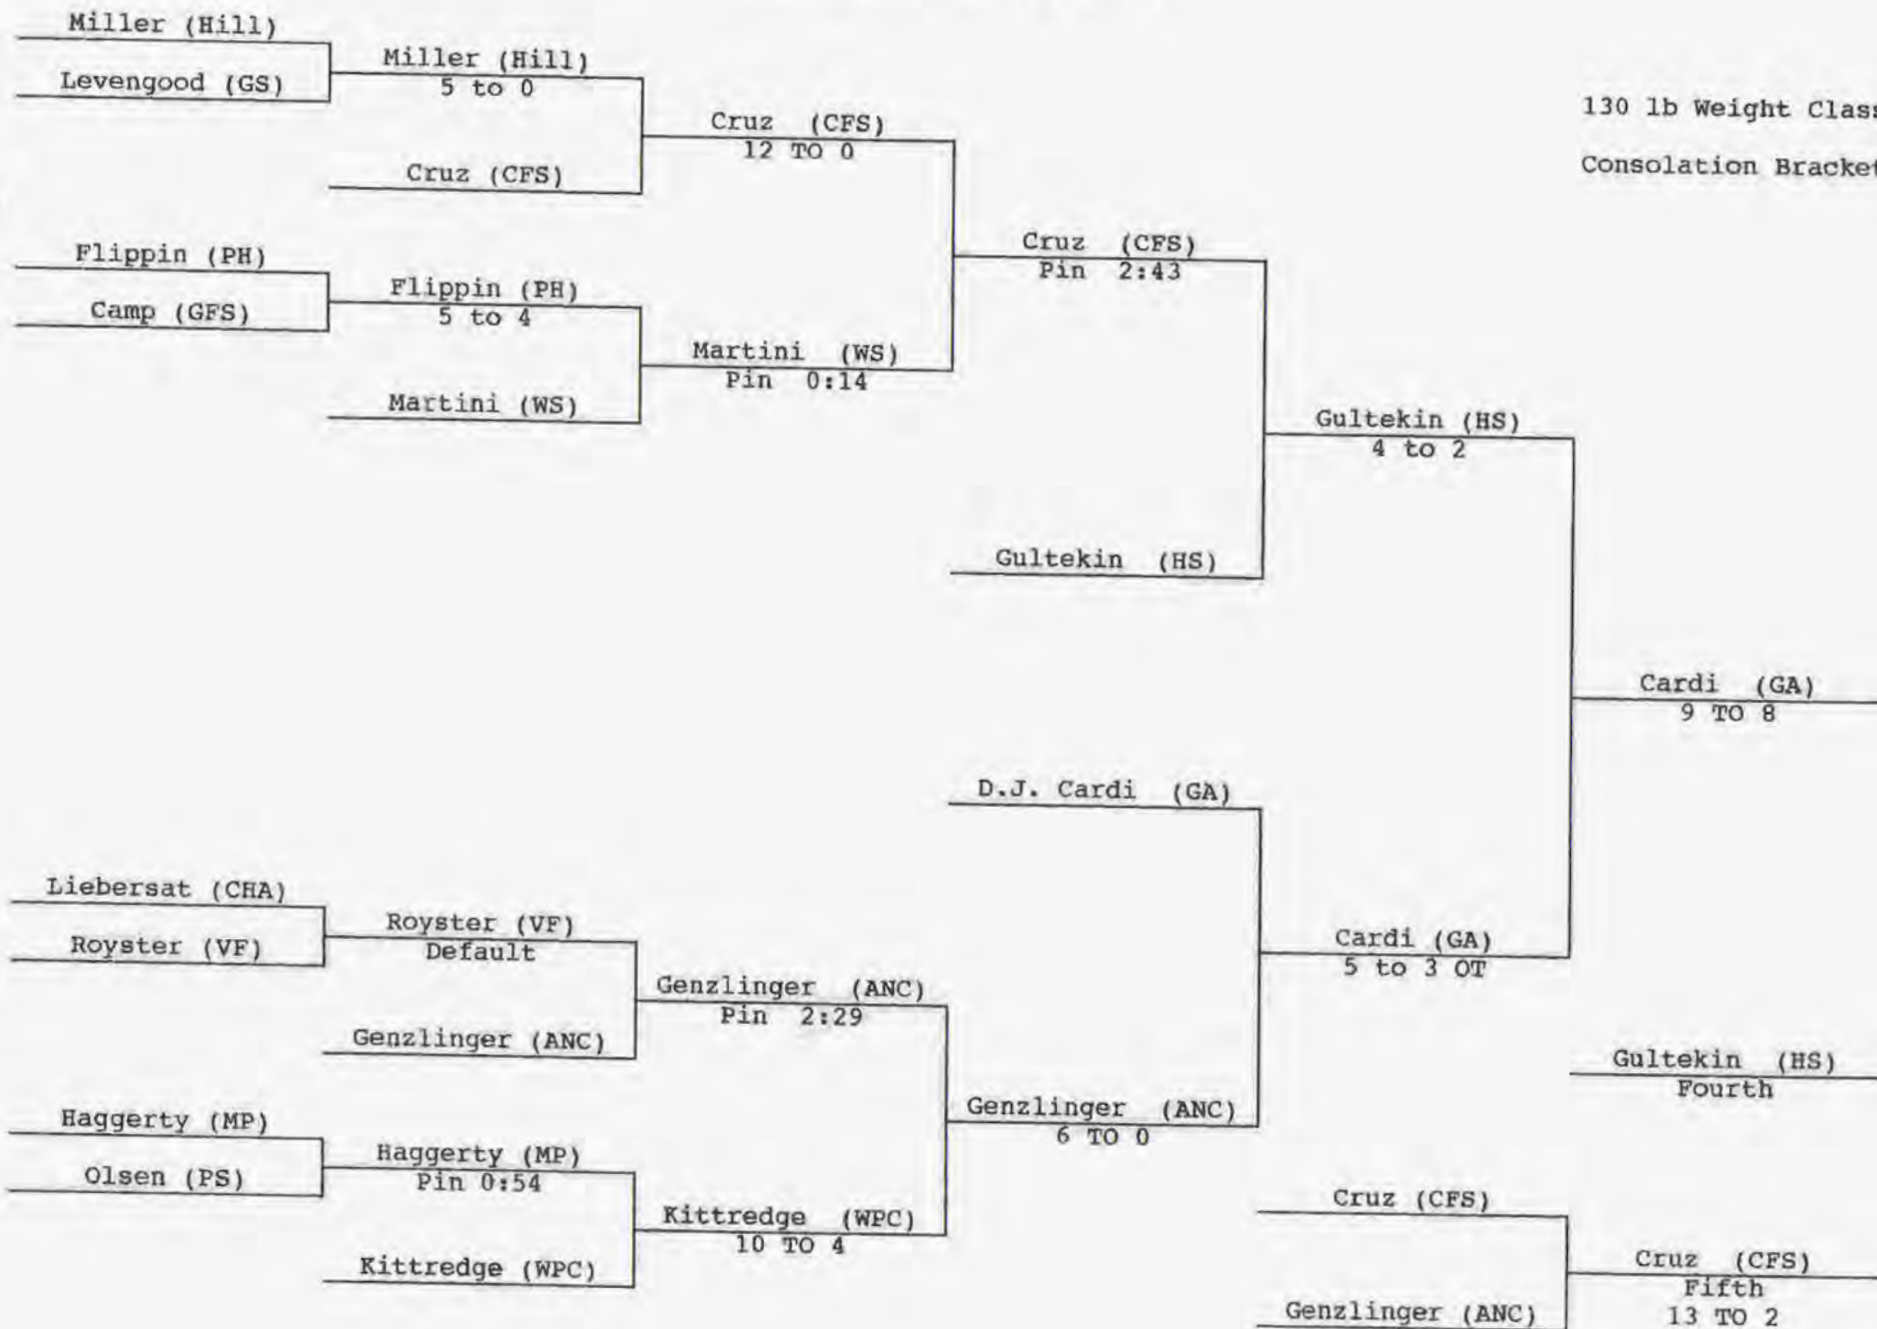 Miller (Hill)
Levengood (GS)
Miller (Hill)
5 to 0
Cruz (CFS)
Cruz (CFS)
12 TO 0
Flippin (PH)
Camp (GFS)
Flippin (PH)
5 to 4
Martini (WS)
Martini (WS)
Pin 0:14
Cruz (CFS)
Pin 2:43
Gultekin (HS)
Gultekin (HS)
4 to 2
130 lb Weight Class
Consolation Bracket
Cardi (GA)
9 TO 8
D.J. Cardi (GA)
Liebersat (CHA)
Royster (VF)
Royster (VF)
Default
Genzlinger (ANC)
Genzlinger (ANC)
Pin 2:29
Haggerty (MP)
Olsen (PS)
Haggerty (MP)
Pin 0:54
Kittredge (WPC)
Kittredge (WPC)
10 TO 4
Genzlinger (ANC)
6 TO 0
Cardi (GA)
5 to 3 OT
Gultekin (HS)
Fourth
Cruz (CFS)
Genzlinger (ANC)
Cruz (CFS)
Fifth
13 TO 2